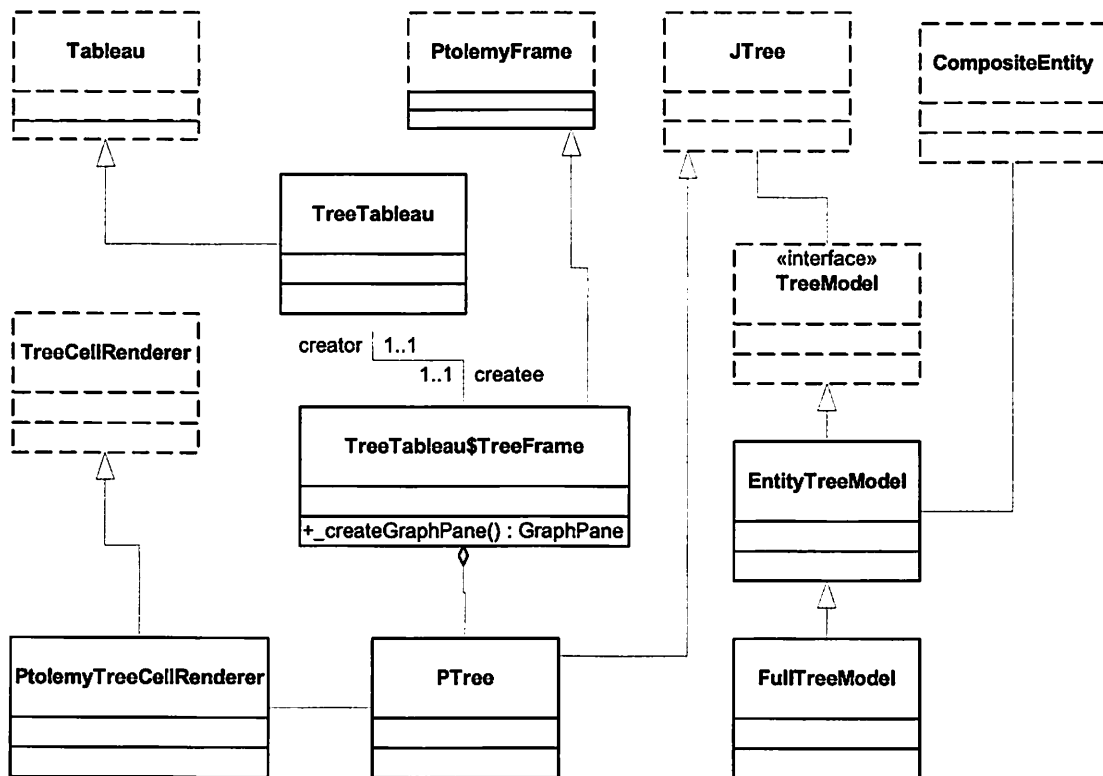 Tableau
PtolemyFrame
JTree
CompositeEntity
TreeTableau
«interface»
TreeModel
TreeCellRenderer
creator 1..1
1..1 createe
TreeTableau$TreeFrame
EntityTreeModel
+_createGraphPane() : GraphPane
PtolemyTreeCellRenderer
PTree
FullTreeModel